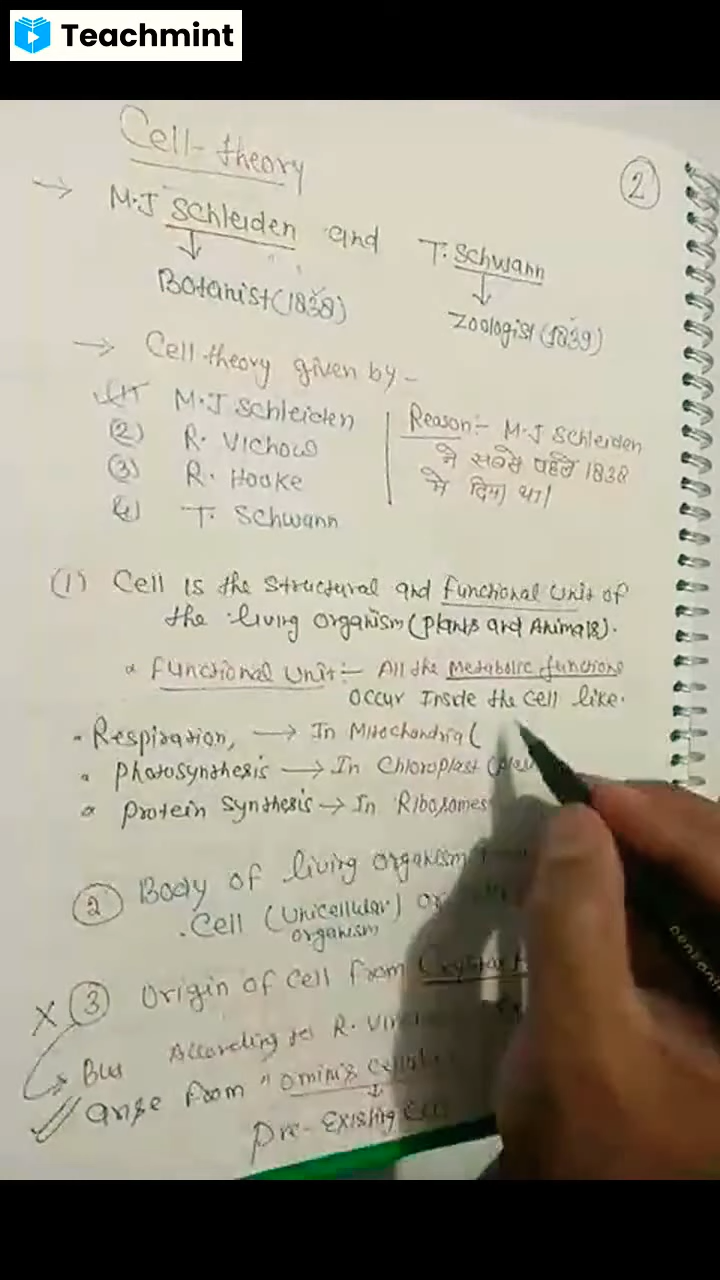 Teachmint
Cell-theory
2
→ M.J Schleiden and T. Schwann
↓ ↓
Botanist(1838) Zoologist(1839)
→ Cell theory given by -
(1) M.J Schleiden
(2) R. Vichow
(3) R. Hooke
(4) T. Schwann
Reason:- M.J Schleiden
ने सबसे पहले 1838
मे दिया था।
(1) Cell is the structural and functional unit of
the living organism (plants and Animals).
Functional unit:- All the Metabolic functions
occur Inside the cell like.
Respiration, → In Mitochondria (
Photosynthesis → In Chloroplast
Protein synthesis → In Ribosomes
(2) Body of living organism
Cell (Unicellular) or
organism
X (3) Origin of cell from
But According to R.
arise from "ominis
↓
Pre-Existing